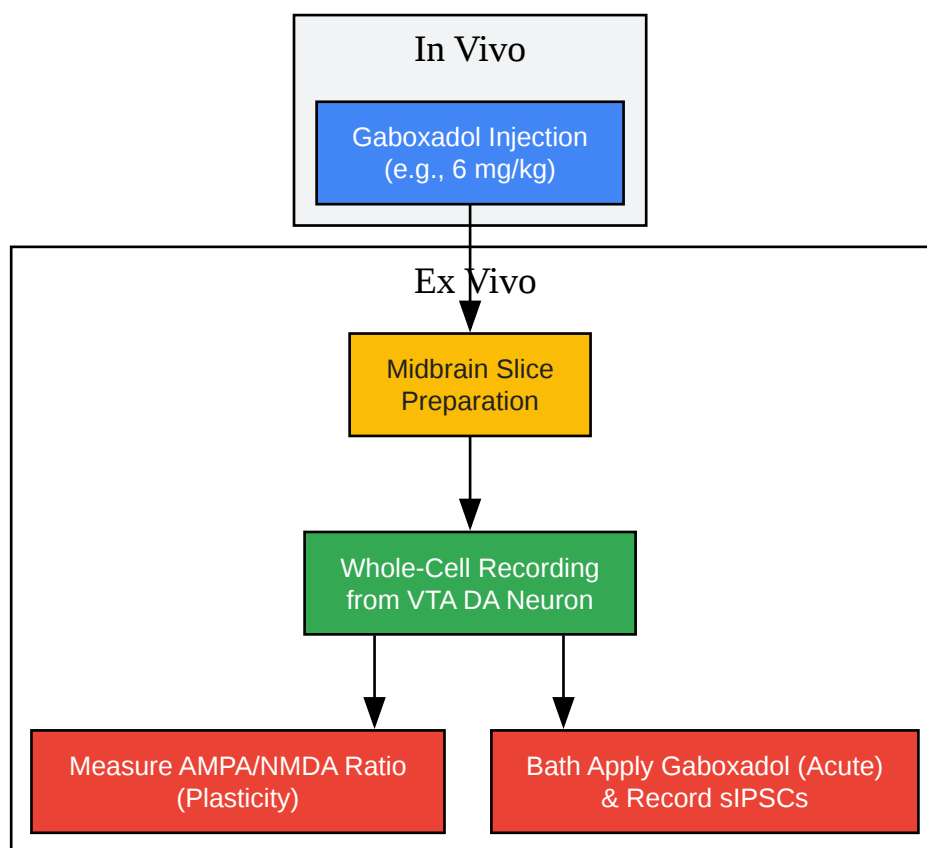 In Vivo
Gaboxadol Injection
(e.g., 6 mg/kg)
Ex Vivo
Midbrain Slice
Preparation
Whole-Cell Recording
from VTA DA Neuron
Measure AMPA/NMDA Ratio
(Plasticity)
Bath Apply Gaboxadol (Acute)
& Record sIPSCs